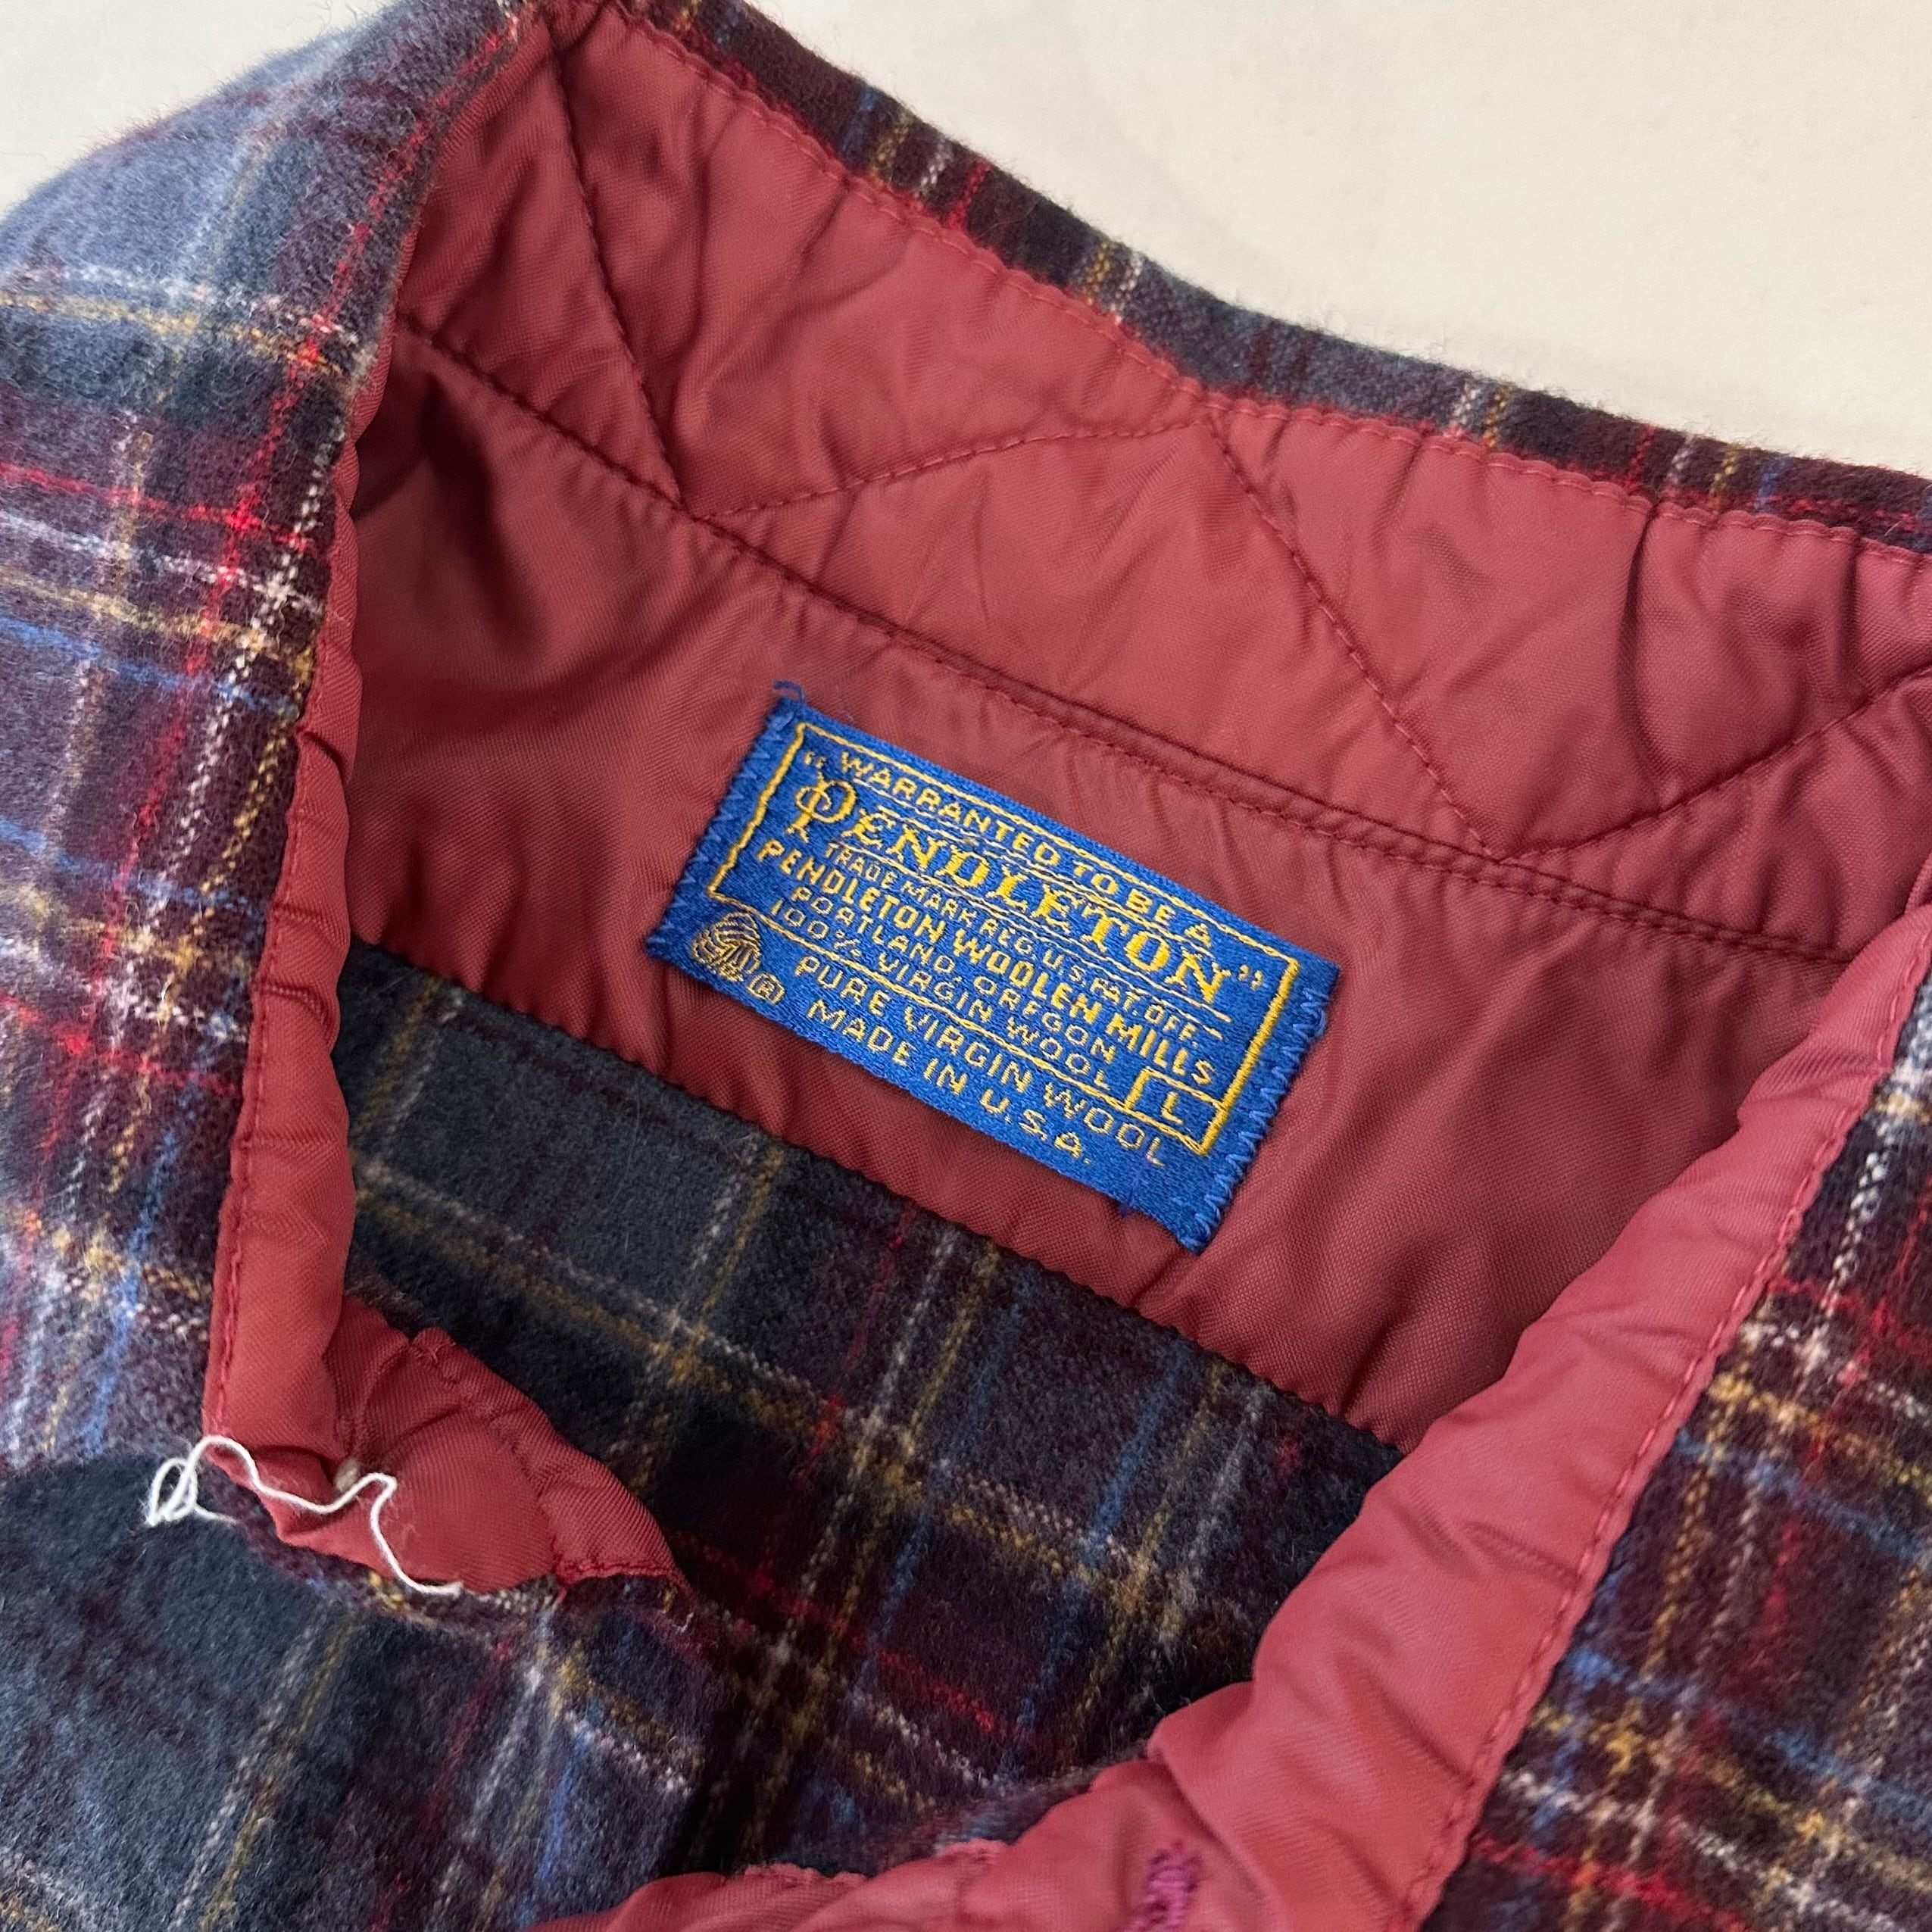 "WARRANTED TO BE A
PENDLETON"
TRADE MARK REG. U.S. PAT. OFF.
PENDLETON WOOLEN MILLS
PORTLAND, OREGON
100% VIRGIN WOOL L
® PURE VIRGIN WOOL
MADE IN U.S.A.